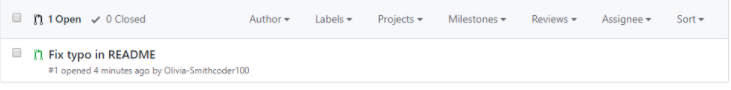 1 Open 0 Closed Author Labels Projects Milestones Reviews Assignee Sort
Fix typo in README
#1 opened 4 minutes ago by Olivia-Smithcoder100